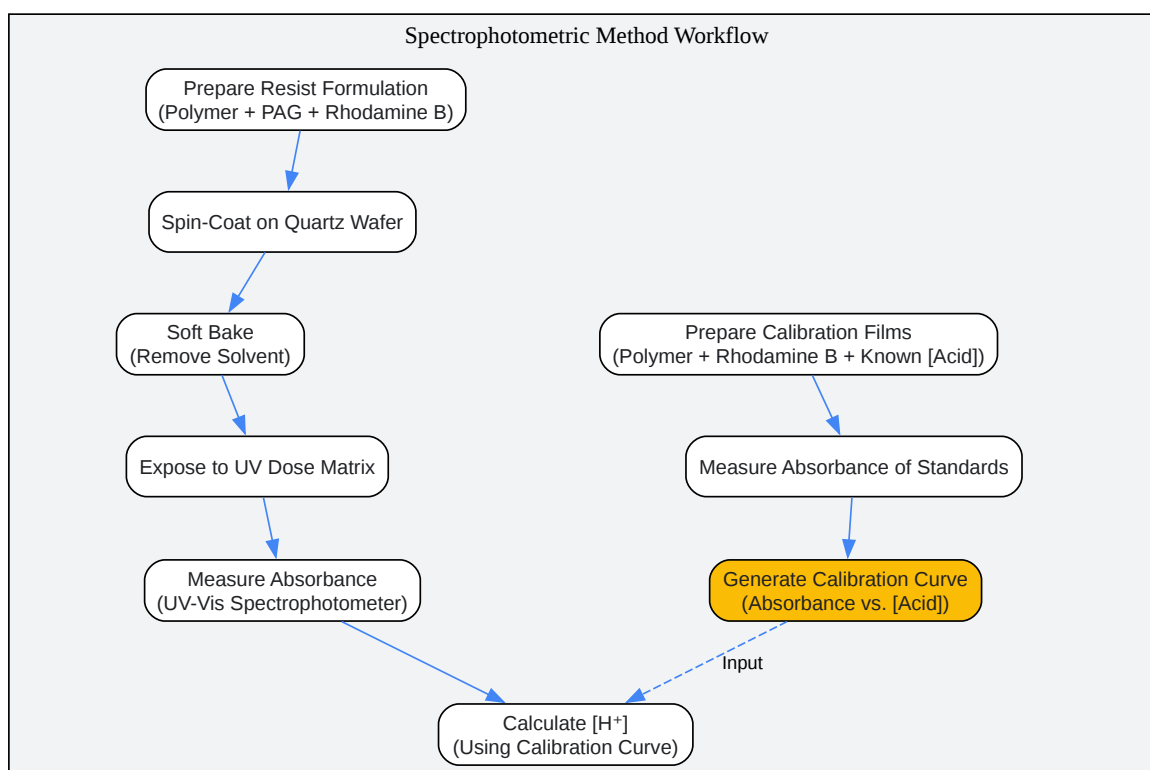 Spectrophotometric Method Workflow
Prepare Resist Formulation
(Polymer + PAG + Rhodamine B)
Spin-Coat on Quartz Wafer
Soft Bake
(Remove Solvent)
Expose to UV Dose Matrix
Measure Absorbance
(UV-Vis Spectrophotometer)
Prepare Calibration Films
(Polymer + Rhodamine B + Known [Acid])
Measure Absorbance of Standards
Generate Calibration Curve
(Absorbance vs. [Acid])
Input
Calculate [H⁺]
(Using Calibration Curve)